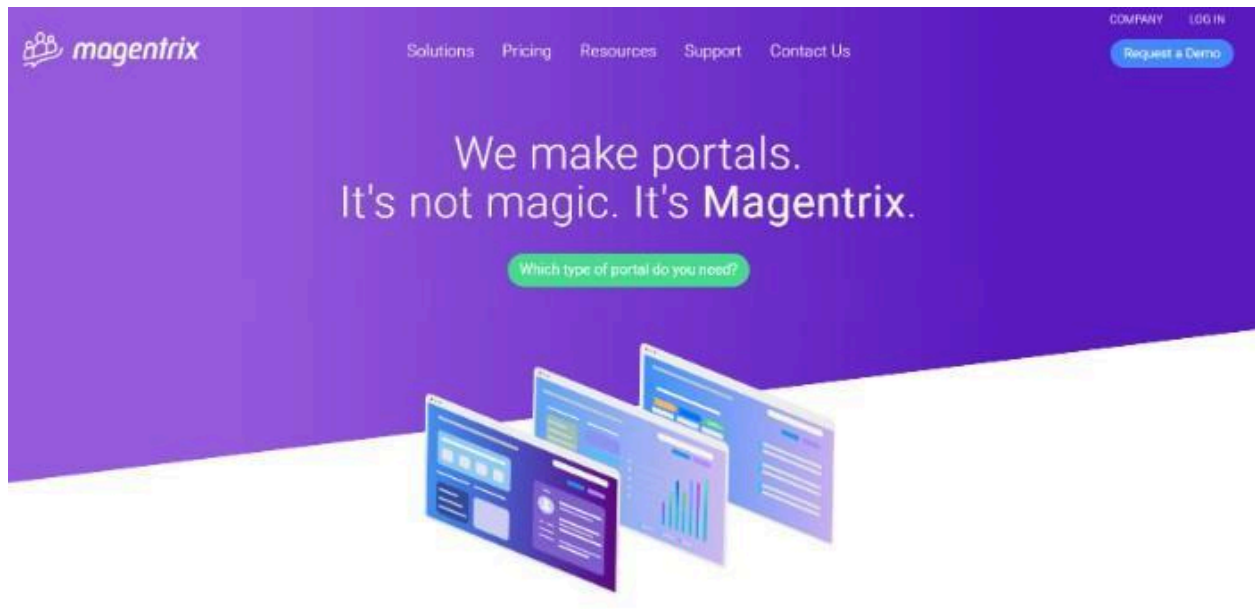 COMPANY LOG IN
magentrix
Solutions Pricing Resources Support Contact Us
Request a Demo
We make portals.
It's not magic. It's Magentrix.
Which type of portal do you need?